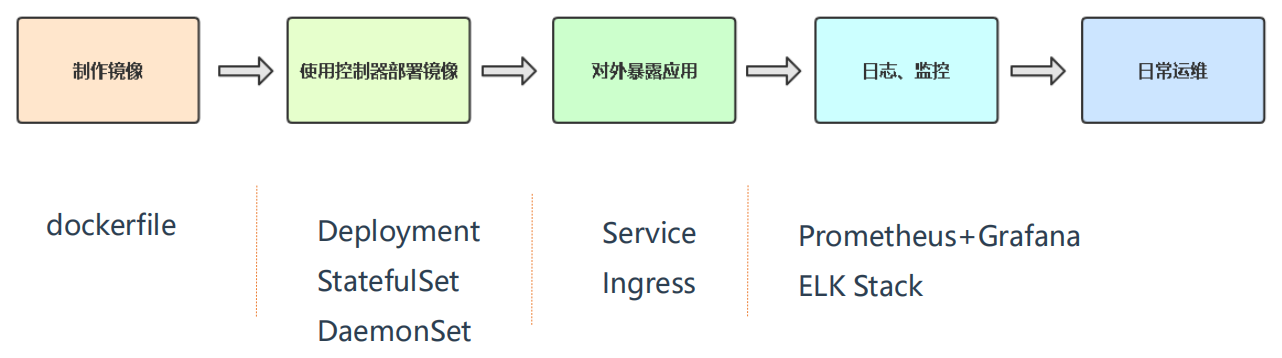 制作镜像
使用控制器部署镜像
对外暴露应用
日志、监控
日常运维
dockerfile
Deployment
StatefulSet
DaemonSet
Service
Ingress
Prometheus+Grafana
ELK Stack